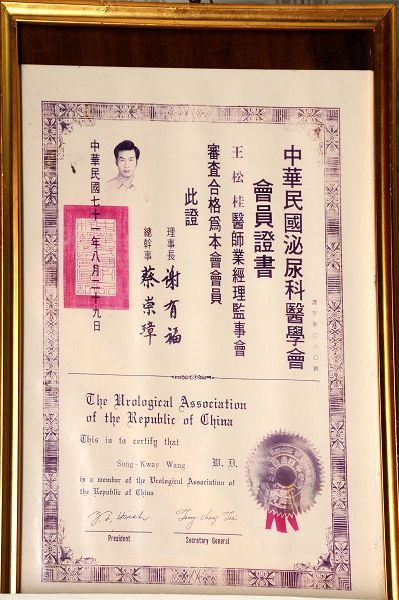 中華民國泌尿科醫學會
會員證書
證字第〇八〇號
王松桂醫師業經理監事會
審查合格爲本會會員
此證
理事長 謝有福
總幹事 蔡崇璋
中華民國七十一年八月二十九日
The Urological Association
of the Republic of China
This is to certify that
Song-Kway Wang M. D.
is a member of the Urological Association of
the Republic of China
President
Secretary General